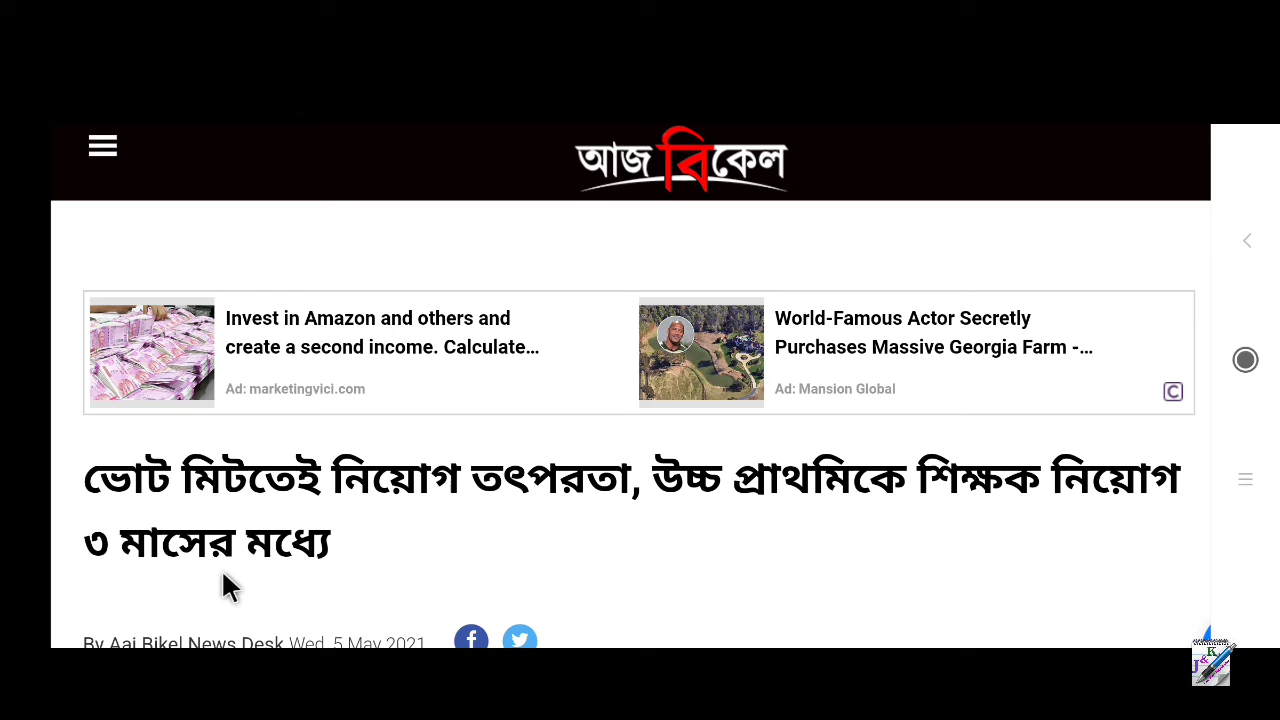 আজ বিকেল
Invest in Amazon and others and
create a second income. Calculate...
Ad: marketingvici.com
World-Famous Actor Secretly
Purchases Massive Georgia Farm -...
Ad: Mansion Global
C
ভোট মিটতেই নিয়োগ তৎপরতা, উচ্চ প্রাথমিকে শিক্ষক নিয়োগ
৩ মাসের মধ্যে
By Aaj Bikel News Desk Wed, 5 May 2021
J&K